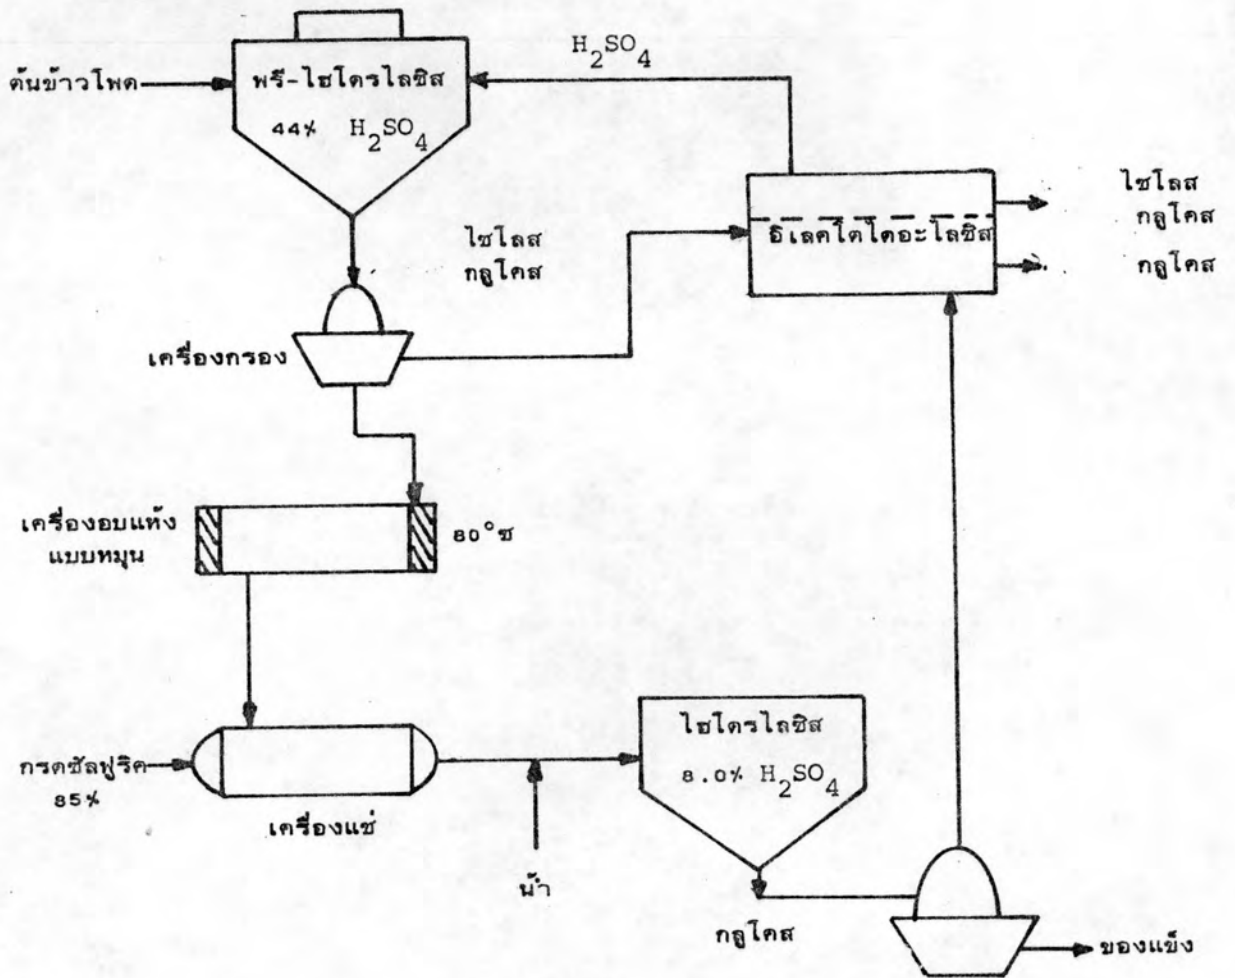 H₂SO₄
ต้นข้าวโพด
พรี-ไฮโดรไลซิส
44% H₂SO₄
ไซโลส
กลูโคส
อิเลคโตไดอะไลซิส
ไซโลส
กลูโคส
กลูโคส
เครื่องกรอง
เครื่องอบแห้ง
แบบหมุน
80°ซ
กรดซัลฟูริค
85%
เครื่องแช่
น้ำ
ไฮโดรไลซิส
8.0% H₂SO₄
กลูโคส
ของแข็ง